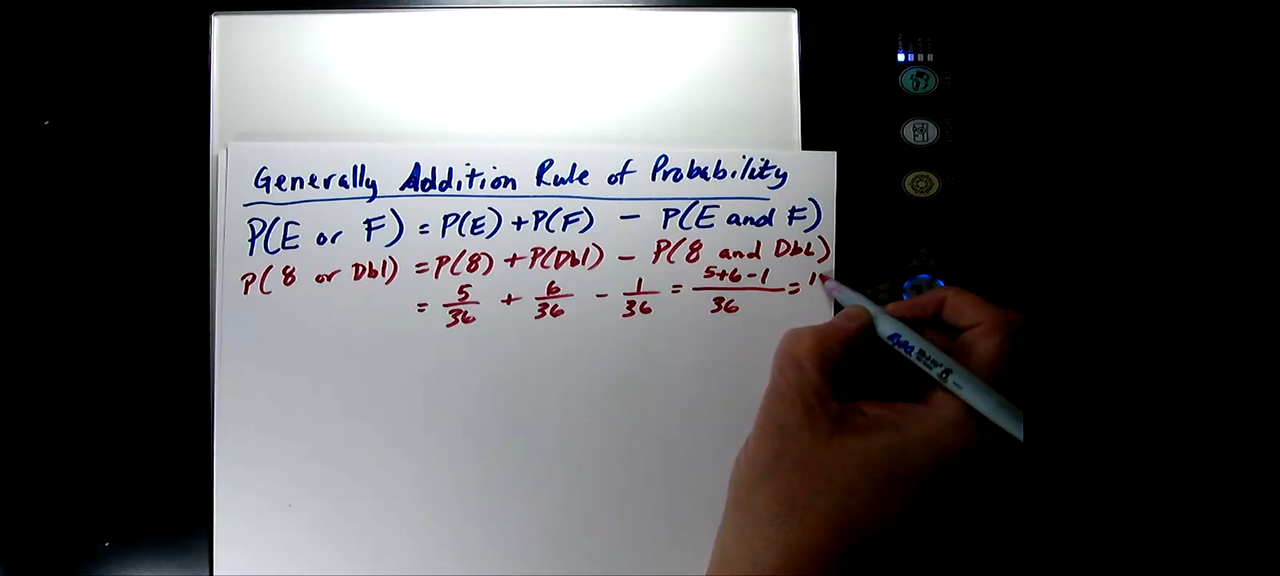 Generally Addition Rule of Probability
P(E or F) = P(E) + P(F) - P(E and F)
P(8 or Dbl) = P(8) + P(Dbl) - P(8 and DbL)
= 5/36 + 6/36 - 1/36 = 5+6-1/36 = 1